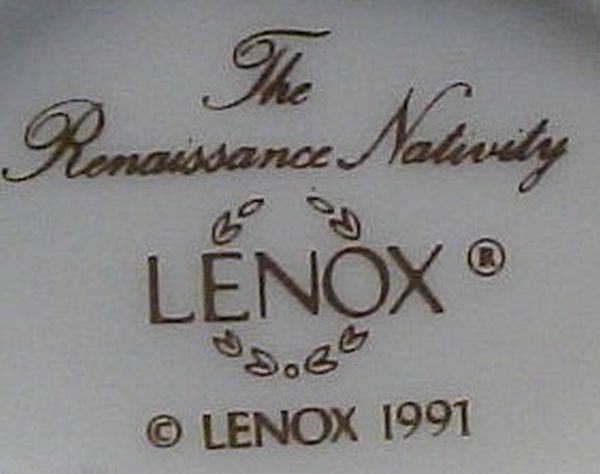 The
Renaissance Nativity
LENOX ®
© LENOX 1991